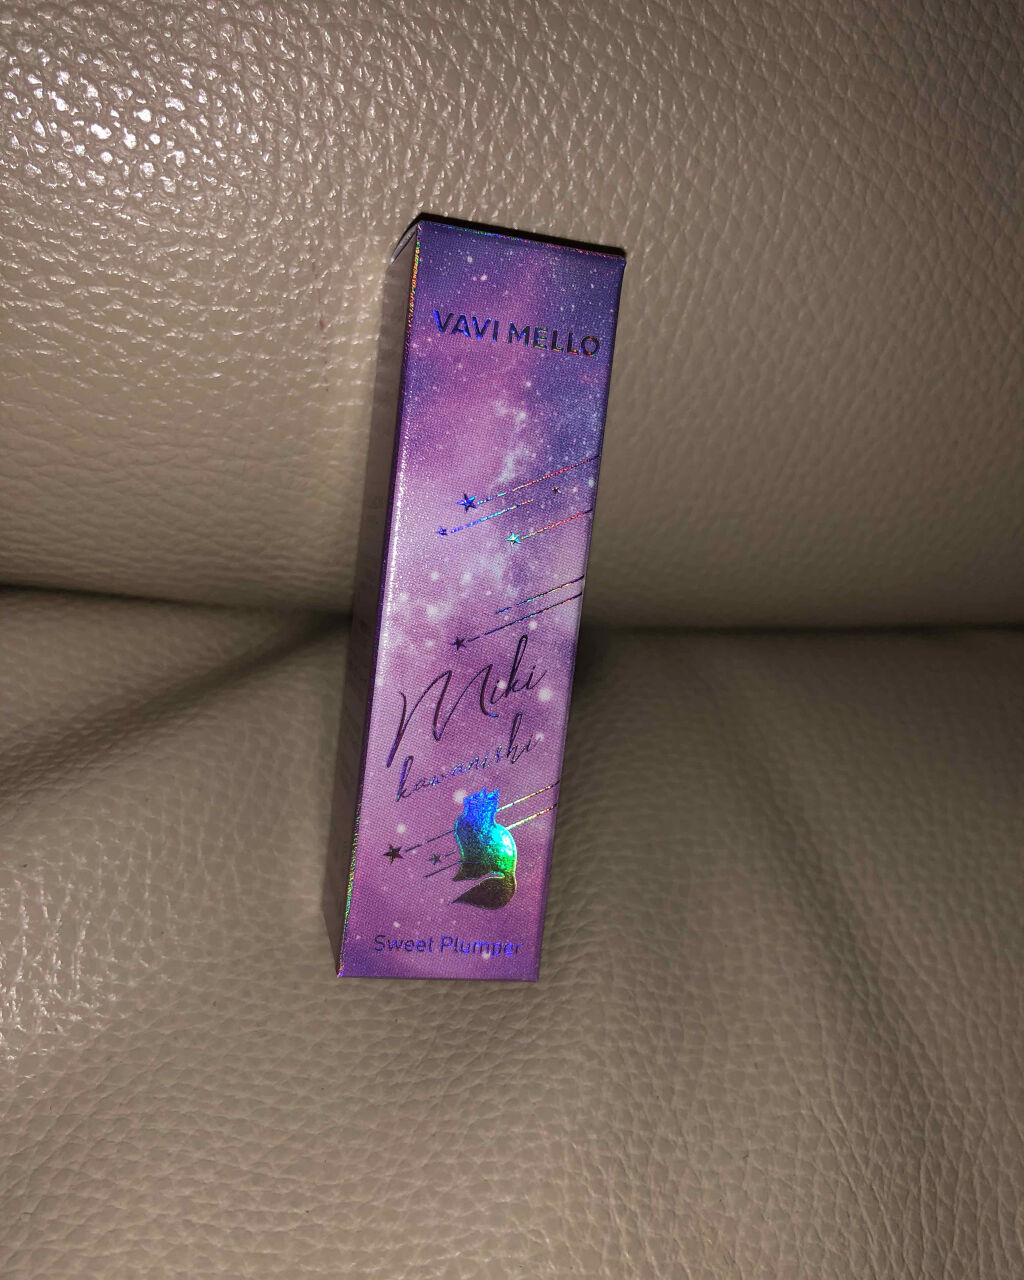 VAVI MELLO
Miki
kawanishi
Sweet Plumper